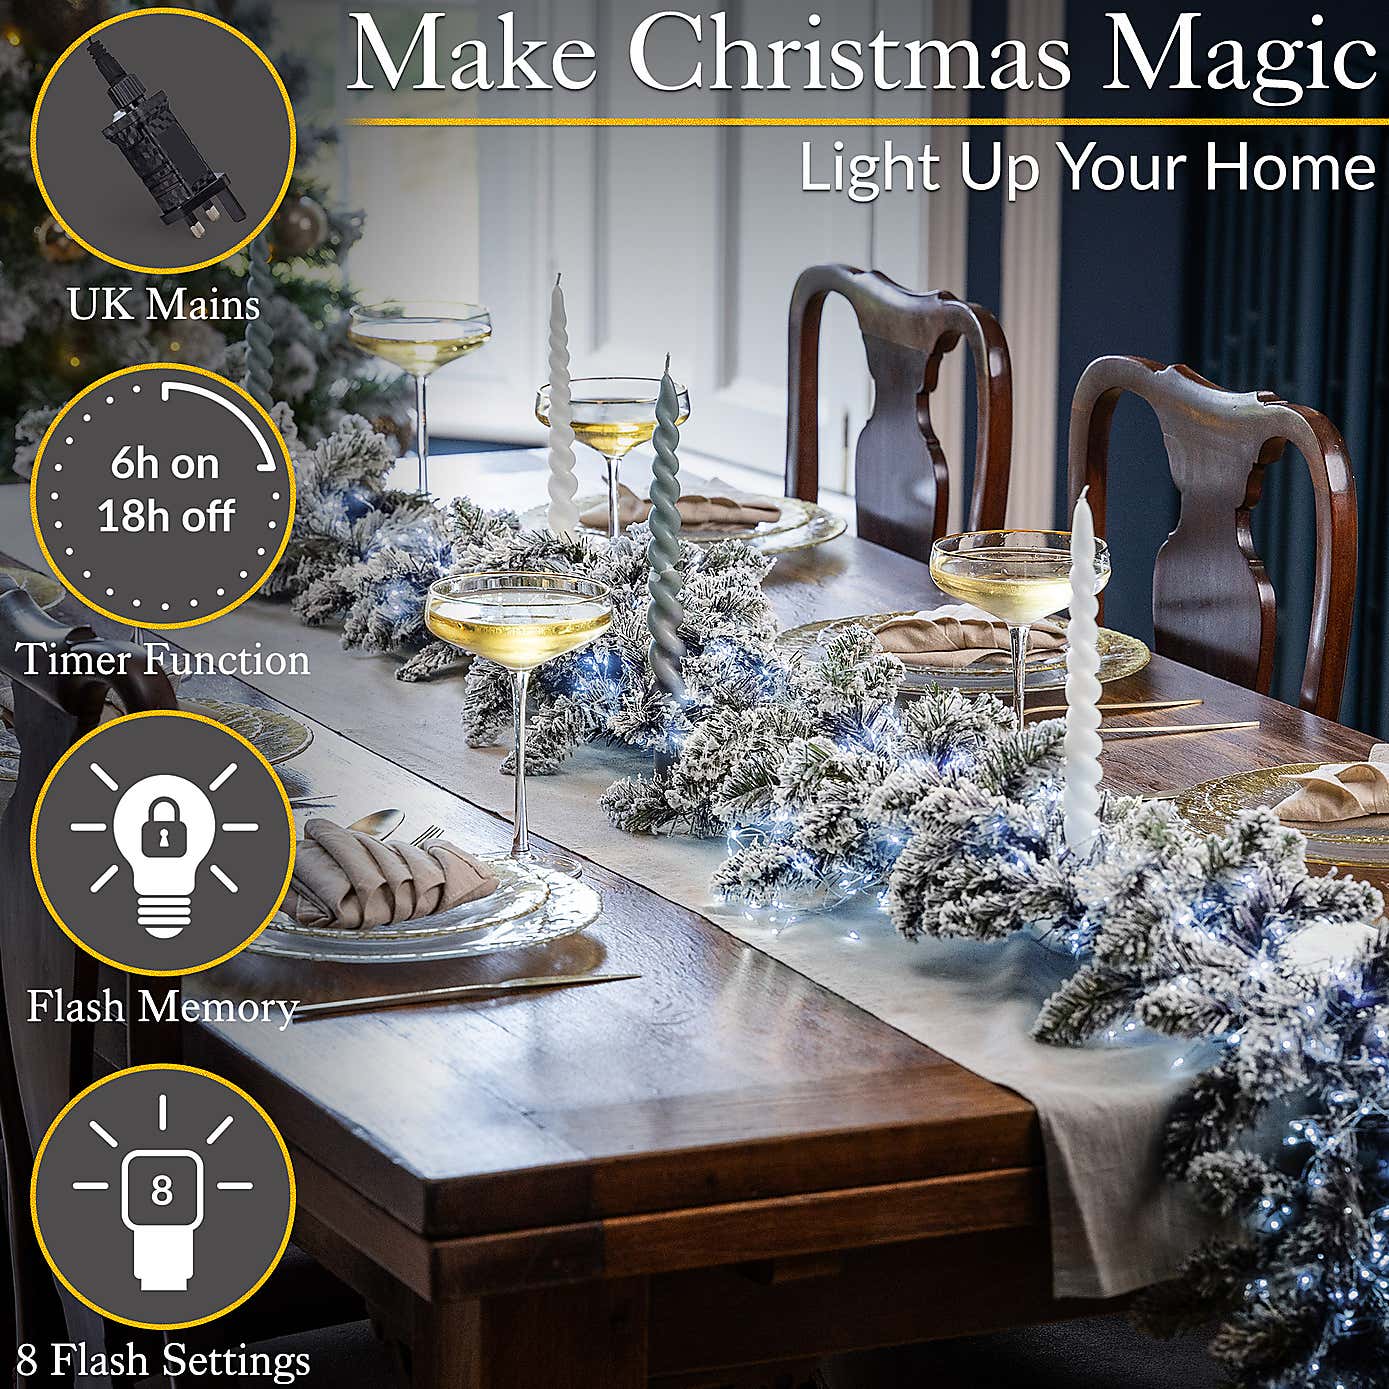 Make Christmas Magic
Light Up Your Home
UK Mains
6h on
18h off
Timer Function
Flash Memory
8
8 Flash Settings